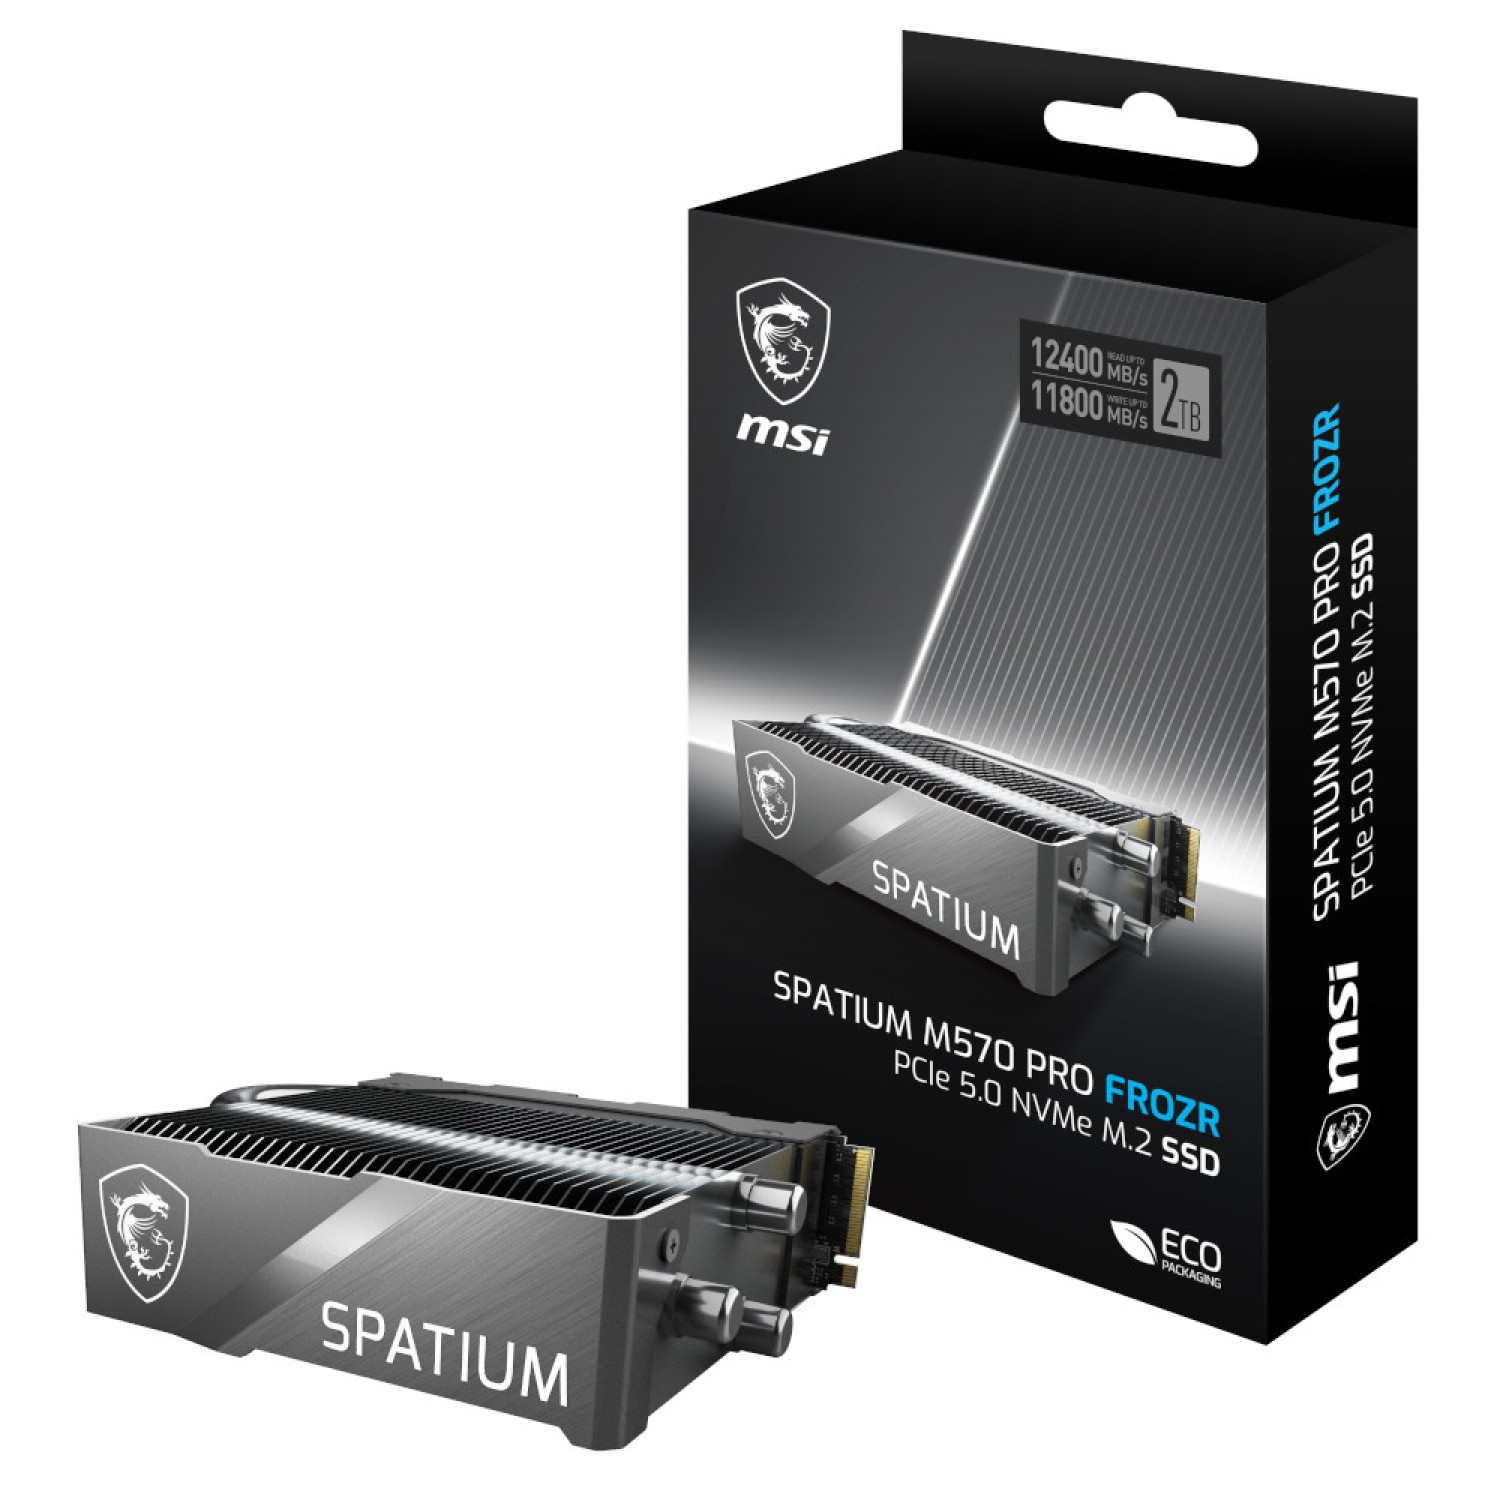 msi
12400 READ UP TO MB/s
11800 WRITE UP TO MB/s
2TB
SPATIUM
SPATIUM M570 PRO FROZR
PCIe 5.0 NVMe M.2 SSD
ECO
PACKAGING
msi
SPATIUM M570 PRO FROZR
PCIe 5.0 NVMe M.2 SSD
SPATIUM